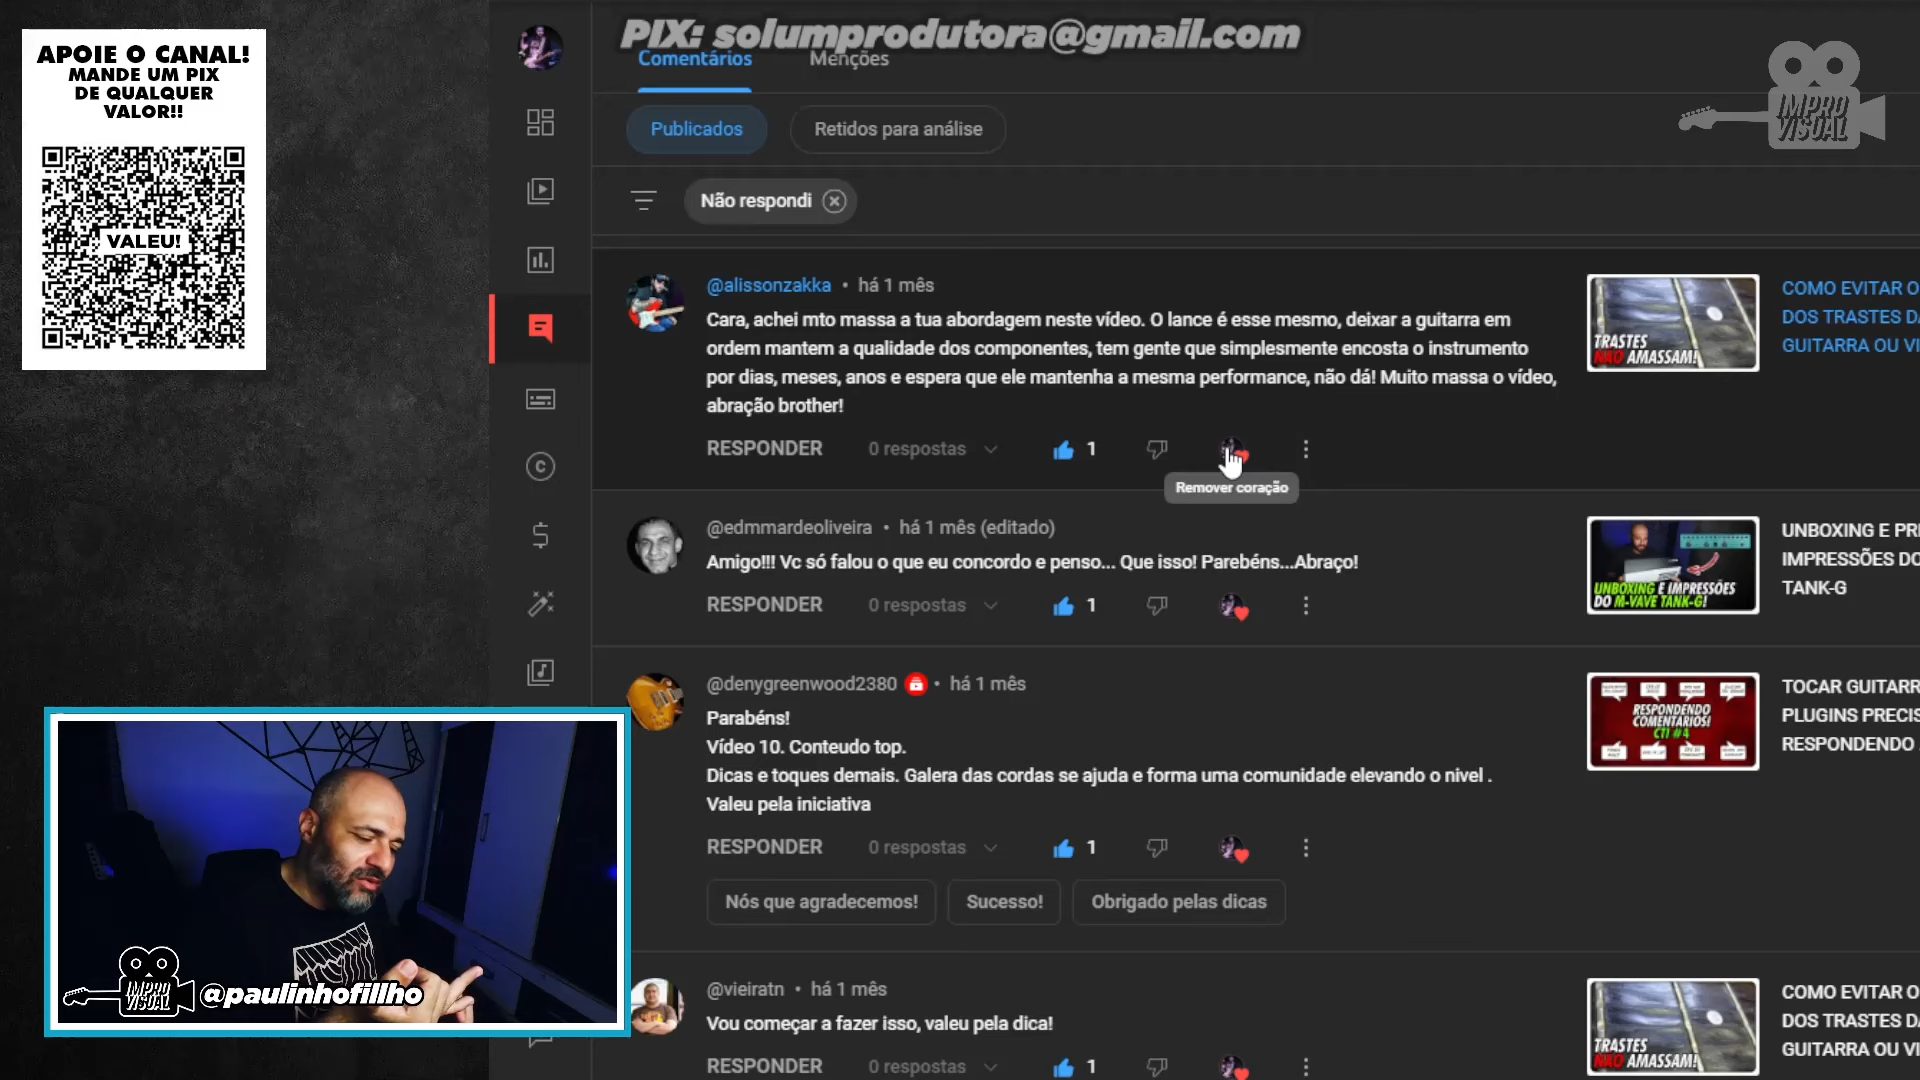 APOIE O CANAL!
MANDE UM PIX
DE QUALQUER
VALOR!!
VALEU!
PIX: solumprodutora@gmail.com
Comentários
Menções
IMPRO
VISUAL
Publicados
Retidos para análise
Não respondi
@alissonzakka • há 1 mês
Cara, achei mto massa a tua abordagem neste vídeo. O lance é esse mesmo, deixar a guitarra em
ordem mantem a qualidade dos componentes, tem gente que simplesmente encosta o instrumento
por dias, meses, anos e espera que ele mantenha a mesma performance, não dá! Muito massa o vídeo,
abração brother!
RESPONDER 0 respostas 1
Remover coração
TRASTES
NÃO AMASSAM!
COMO EVITAR O
DOS TRASTES DA
GUITARRA OU VI
@edmmardeoliveira • há 1 mês (editado)
Amigo!!! Vc só falou o que eu concordo e penso... Que isso! Parebéns...Abraço!
RESPONDER 0 respostas 1
UNBOXING E IMPRESSÕES
DO M-VAVE TANK-G!
UNBOXING E PRI
IMPRESSÕES DO
TANK-G
@denygreenwood2380 • há 1 mês
Parabéns!
Vídeo 10. Conteudo top.
Dicas e toques demais. Galera das cordas se ajuda e forma uma comunidade elevando o nivel .
Valeu pela iniciativa
RESPONDER 0 respostas 1
Nós que agradecemos!
Sucesso!
Obrigado pelas dicas
RESPONDENDO
COMENTÁRIOS!
CTI #4
TOCAR GUITARR
PLUGINS PRECIS
RESPONDENDO
@vieiratn • há 1 mês
Vou começar a fazer isso, valeu pela dica!
RESPONDER 0 respostas 1
TRASTES
NÃO AMASSAM!
COMO EVITAR O
DOS TRASTES DA
GUITARRA OU VI
IMPRO
VISUAL
@paulinhofillho